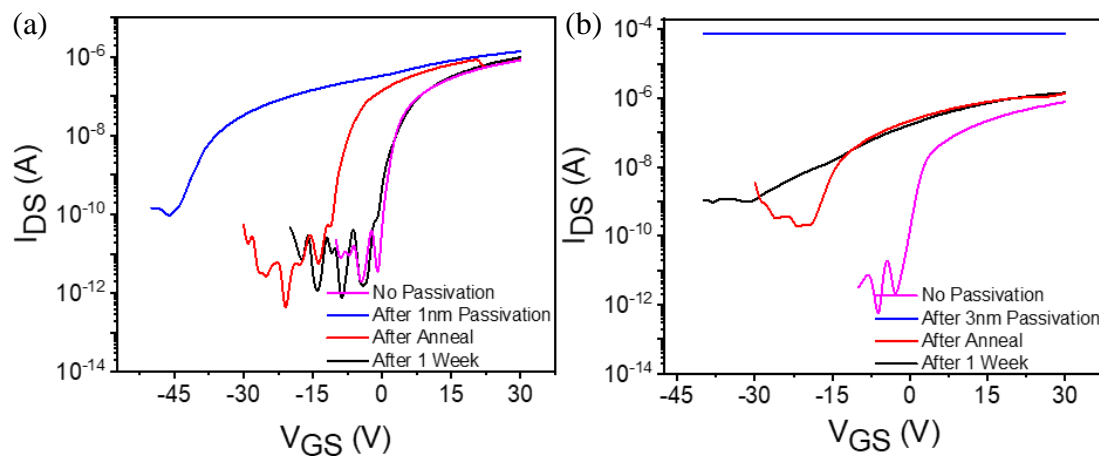 (a)
I_DS (A)
10^-6
10^-8
10^-10
10^-12
10^-14
No Passivation
After 1nm Passivation
After Anneal
After 1 Week
-45 -30 -15 0 15 30
V_GS (V)
(b)
I_DS (A)
10^-4
10^-6
10^-8
10^-10
10^-12
10^-14
No Passivation
After 3nm Passivation
After Anneal
After 1 Week
-45 -30 -15 0 15 30
V_GS (V)